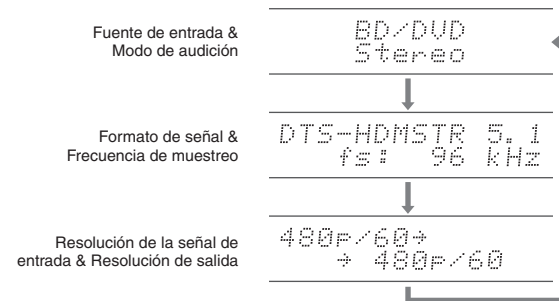 Fuente de entrada &
Modo de audición
BD/DVD
Stereo
Formato de señal &
Frecuencia de muestreo
DTS-HDMSTR 5.1
fs: 96 kHz
Resolución de la señal de
entrada & Resolución de salida
480p/60→
→ 480p/60